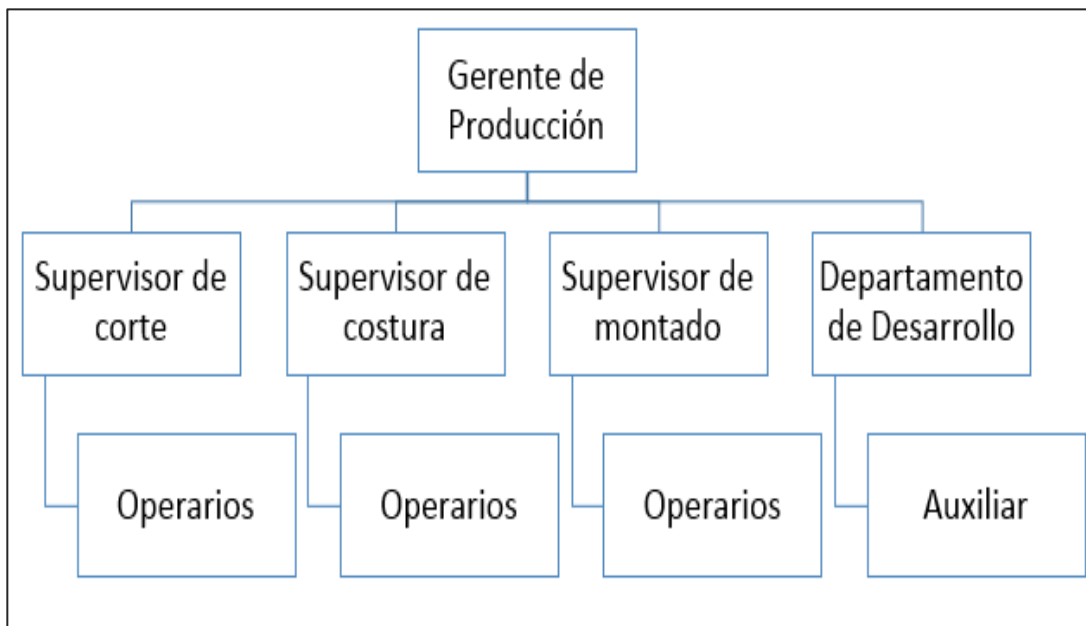 Gerente de
Producción
Supervisor de
corte
Supervisor de
costura
Supervisor de
montado
Departamento
de Desarrollo
Operarios
Operarios
Operarios
Auxiliar